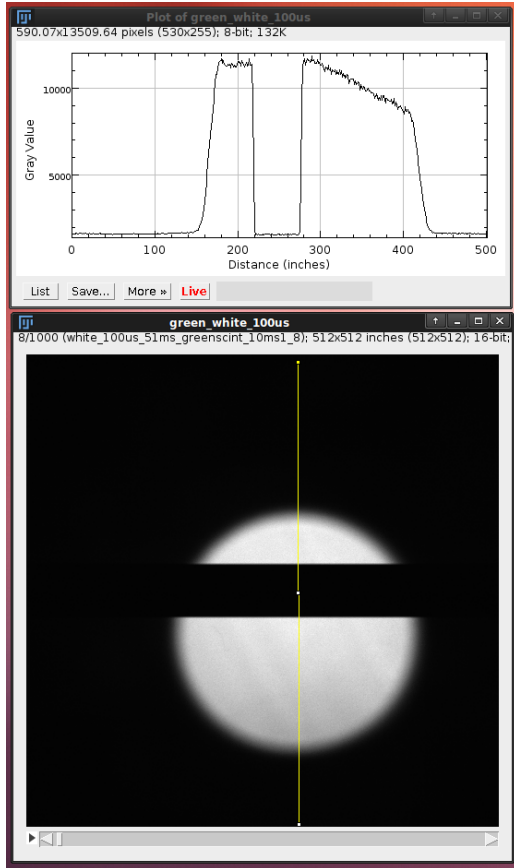 Plot of green_white_100us
590.07x13509.64 pixels (530x255); 8-bit; 132K
10000
5000
Gray Value
0 100 200 300 400 500
Distance (inches)
List Save... More » Live
green_white_100us
8/1000 (white_100us_51ms_greenscint_10ms1_8); 512x512 inches (512x512); 16-bit;